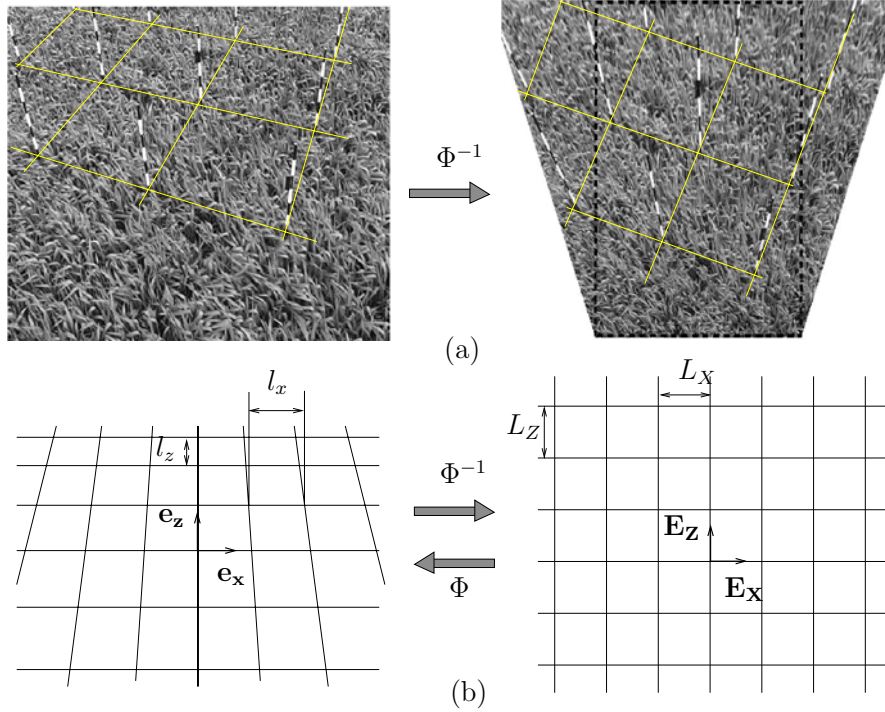 Φ⁻¹
(a)
l_x
L_X
l_z
L_Z
Φ⁻¹
e_z
E_Z
e_x
Φ
E_X
(b)